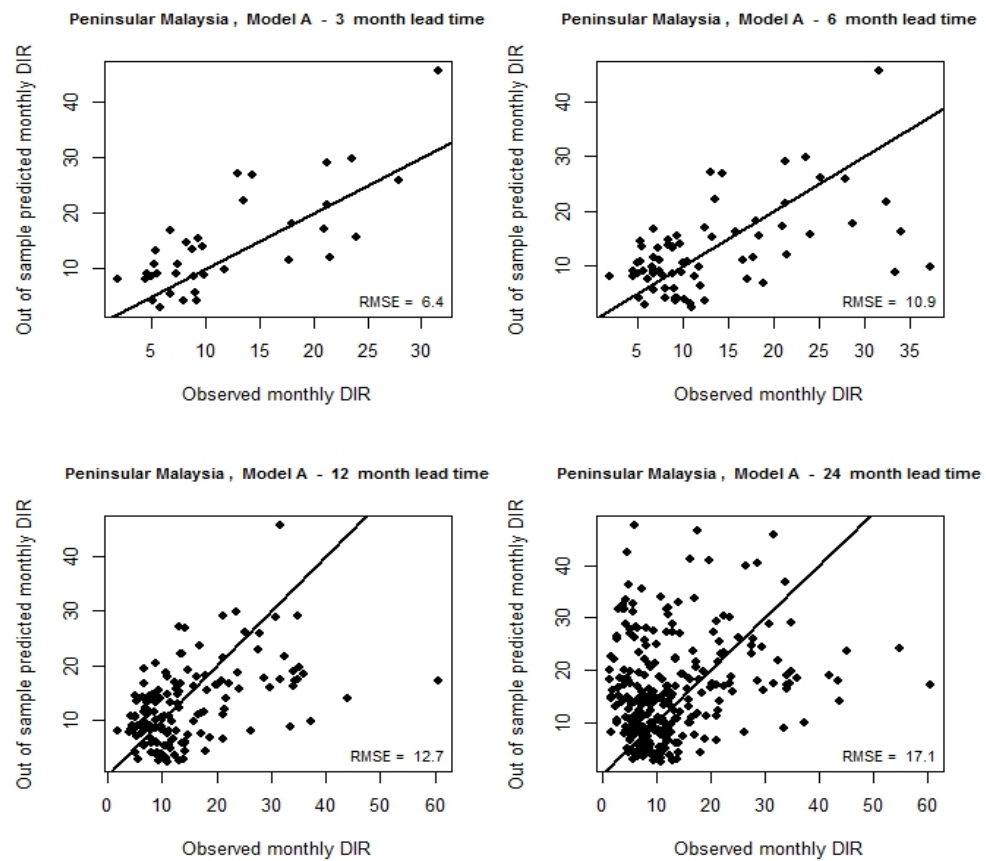 Peninsular Malaysia , Model A - 3 month lead time
Out of sample predicted monthly DIR
40
30
20
10
RMSE = 6.4
5 10 15 20 25 30
Observed monthly DIR
Peninsular Malaysia , Model A - 6 month lead time
Out of sample predicted monthly DIR
40
30
20
10
RMSE = 10.9
5 10 15 20 25 30 35
Observed monthly DIR
Peninsular Malaysia , Model A - 12 month lead time
Out of sample predicted monthly DIR
40
30
20
10
RMSE = 12.7
0 10 20 30 40 50 60
Observed monthly DIR
Peninsular Malaysia , Model A - 24 month lead time
Out of sample predicted monthly DIR
40
30
20
10
RMSE = 17.1
0 10 20 30 40 50 60
Observed monthly DIR